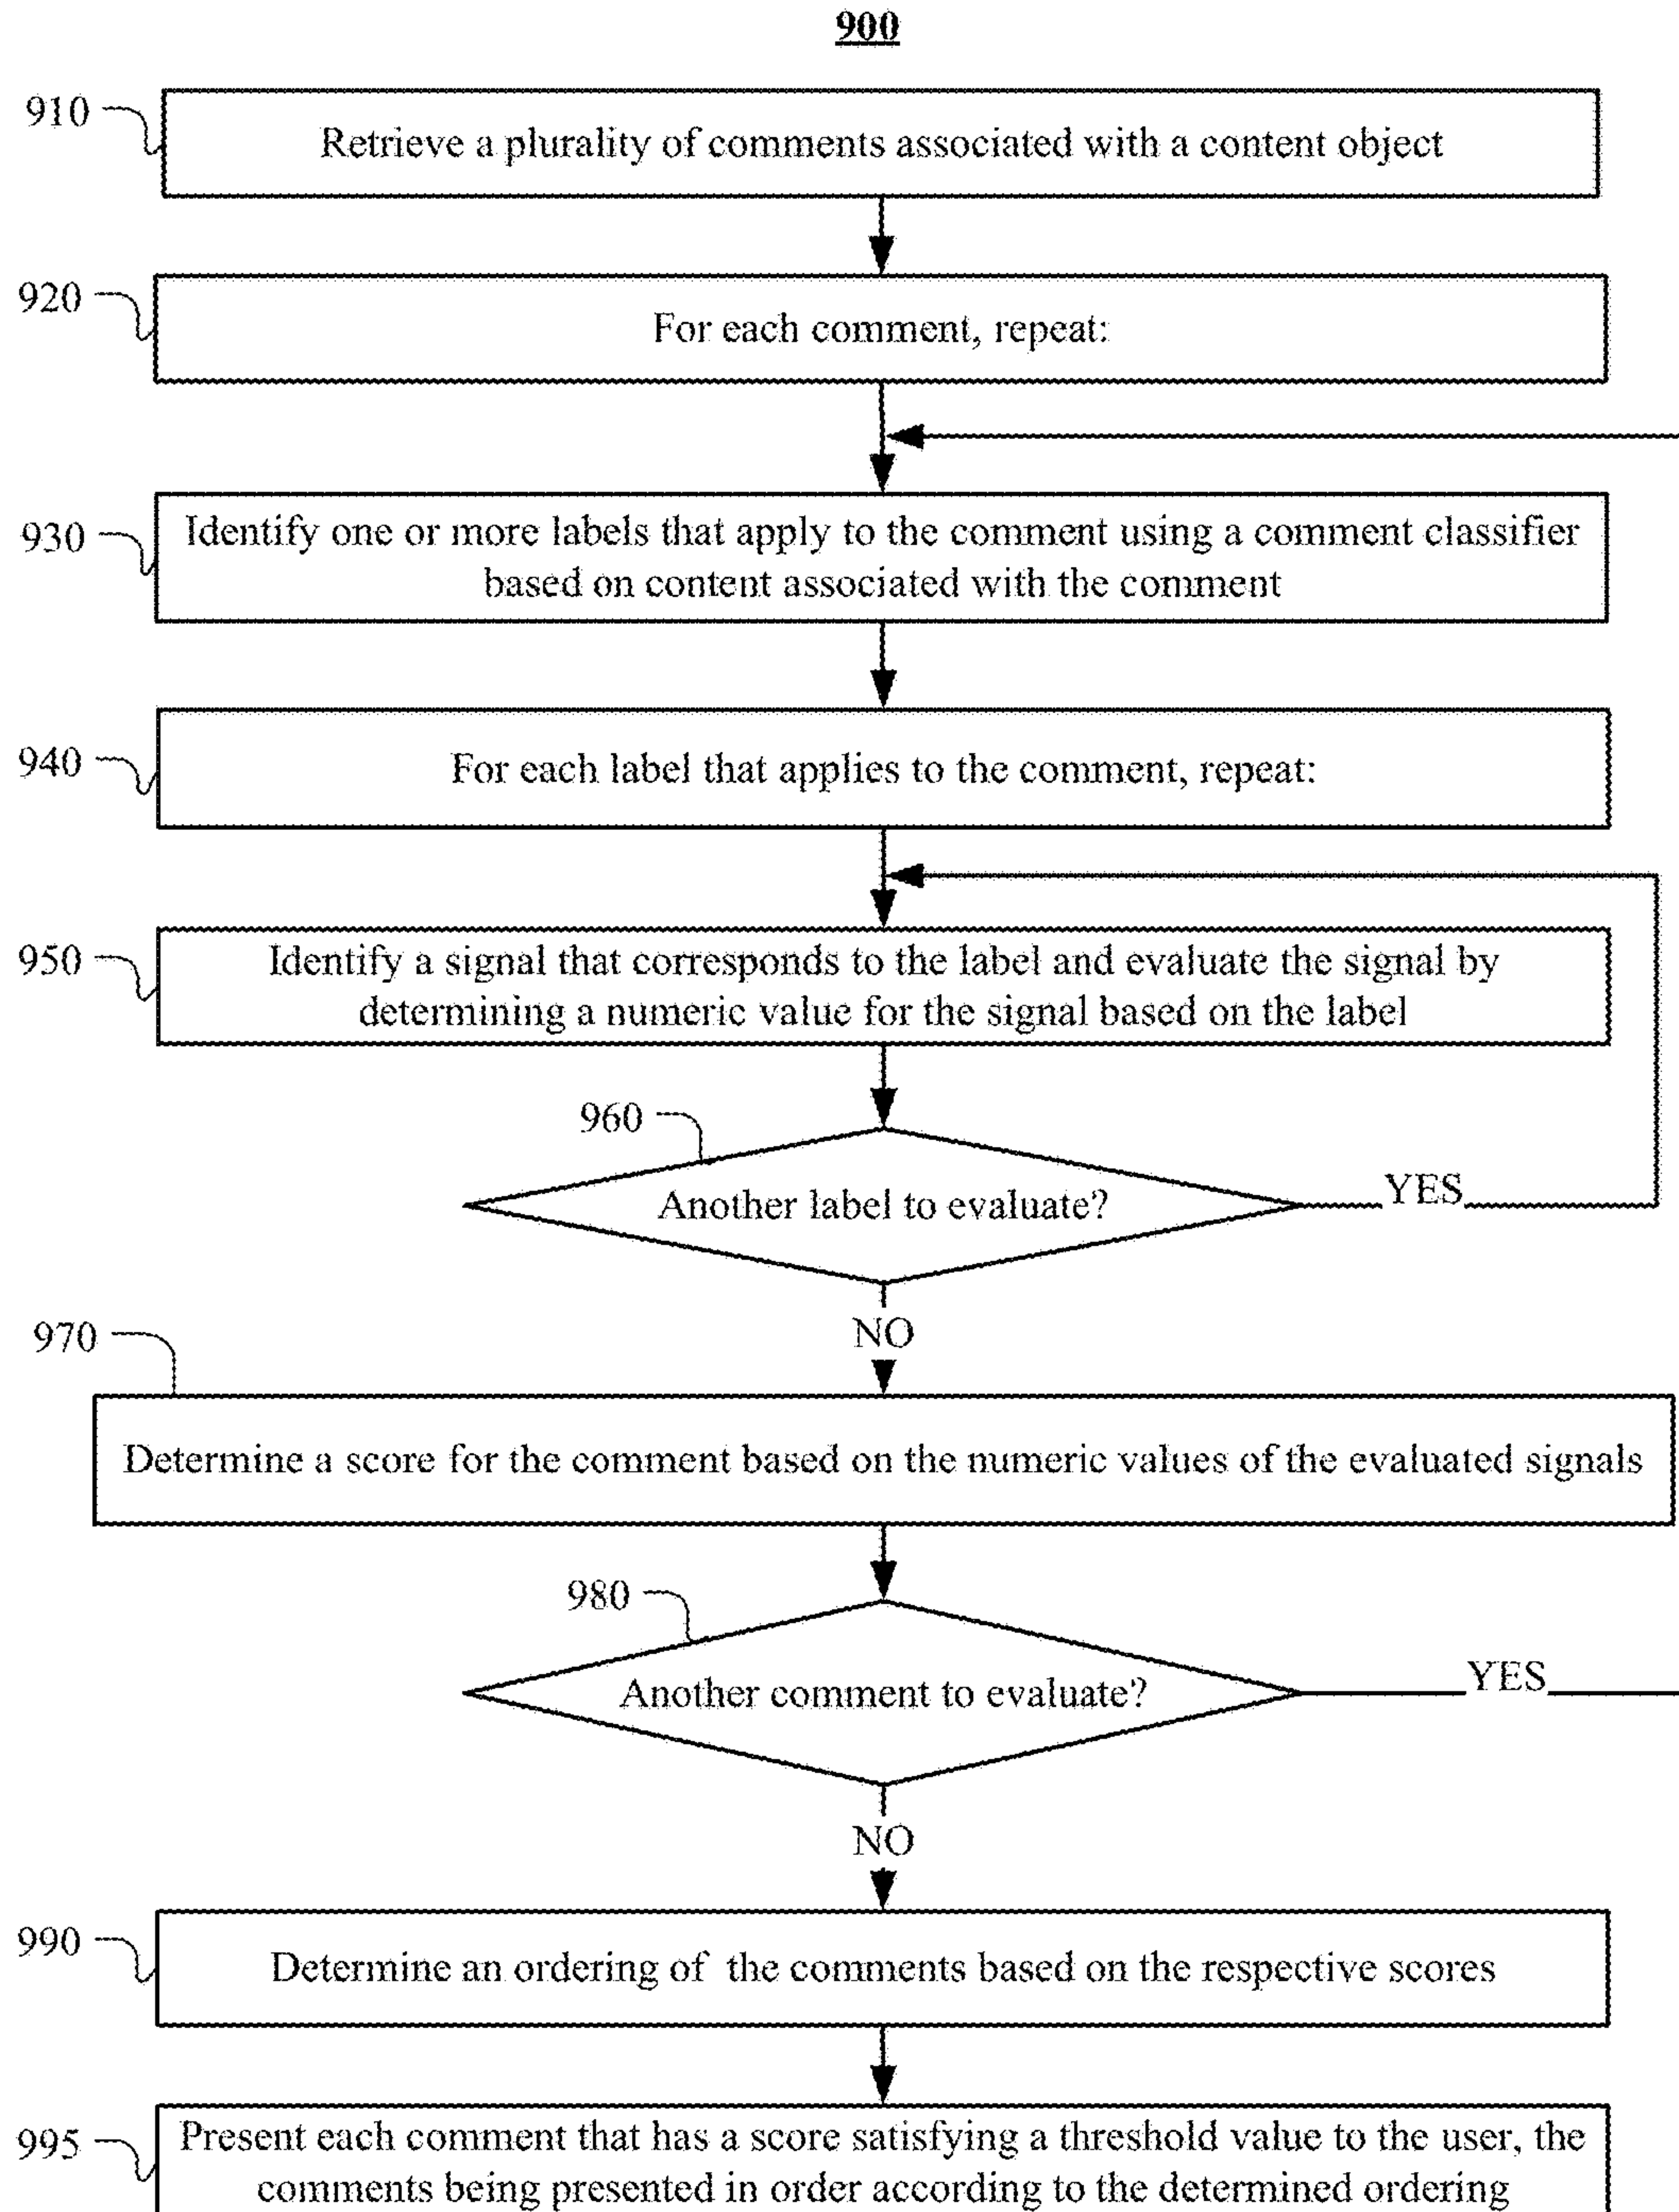 900
910
Retrieve a plurality of comments associated with a content object
920
For each comment, repeat:
930
Identify one or more labels that apply to the comment using a comment classifier
based on content associated with the comment
940
For each label that applies to the comment, repeat:
950
Identify a signal that corresponds to the label and evaluate the signal by
determining a numeric value for the signal based on the label
960
Another label to evaluate?
YES
NO
970
Determine a score for the comment based on the numeric values of the evaluated signals
980
Another comment to evaluate?
YES
NO
990
Determine an ordering of the comments based on the respective scores
995
Present each comment that has a score satisfying a threshold value to the user, the
comments being presented in order according to the determined ordering